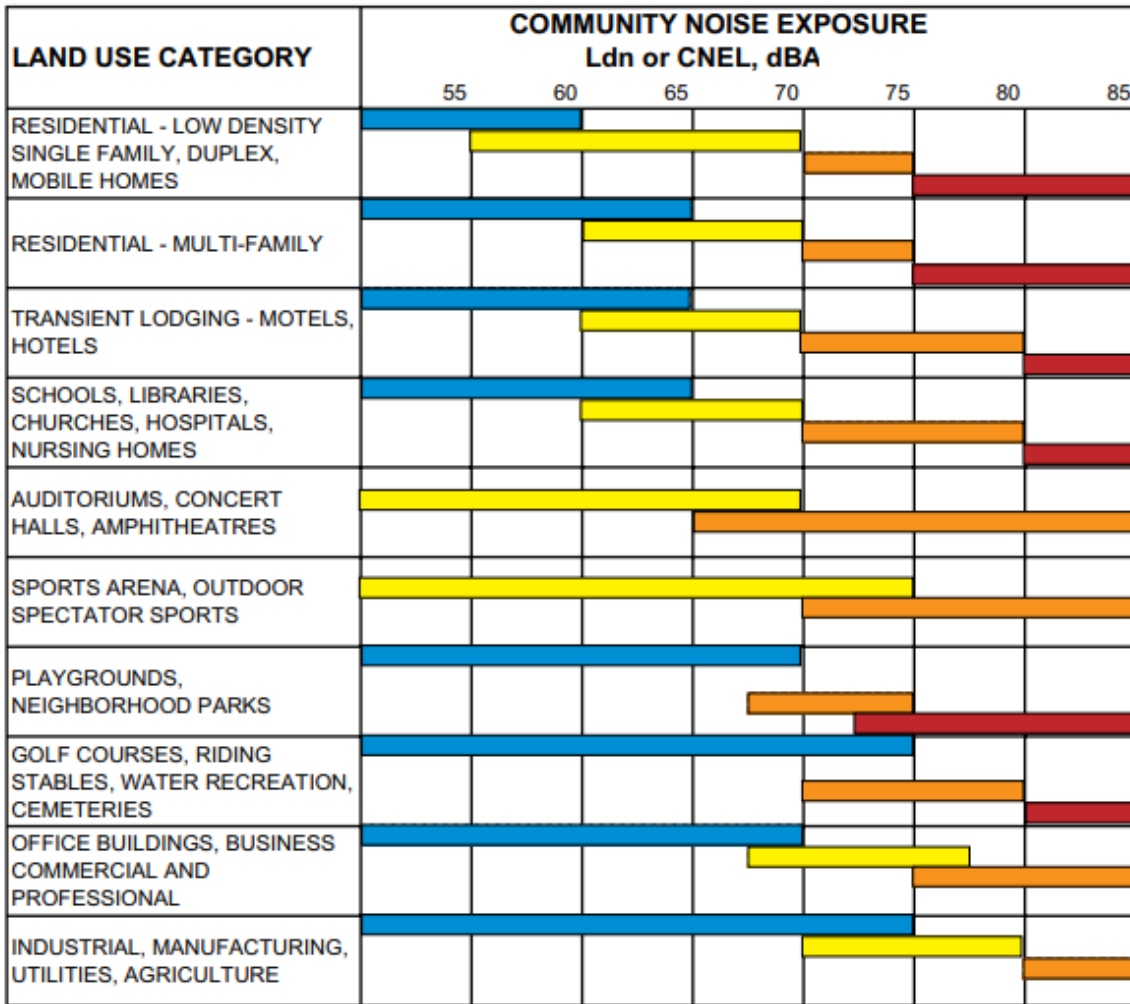 LAND USE CATEGORY
COMMUNITY NOISE EXPOSURE
Ldn or CNEL, dBA
55 60 65 70 75 80 85
RESIDENTIAL - LOW DENSITY
SINGLE FAMILY, DUPLEX,
MOBILE HOMES
RESIDENTIAL - MULTI-FAMILY
TRANSIENT LODGING - MOTELS,
HOTELS
SCHOOLS, LIBRARIES,
CHURCHES, HOSPITALS,
NURSING HOMES
AUDITORIUMS, CONCERT
HALLS, AMPHITHEATRES
SPORTS ARENA, OUTDOOR
SPECTATOR SPORTS
PLAYGROUNDS,
NEIGHBORHOOD PARKS
GOLF COURSES, RIDING
STABLES, WATER RECREATION,
CEMETERIES
OFFICE BUILDINGS, BUSINESS
COMMERCIAL AND
PROFESSIONAL
INDUSTRIAL, MANUFACTURING,
UTILITIES, AGRICULTURE